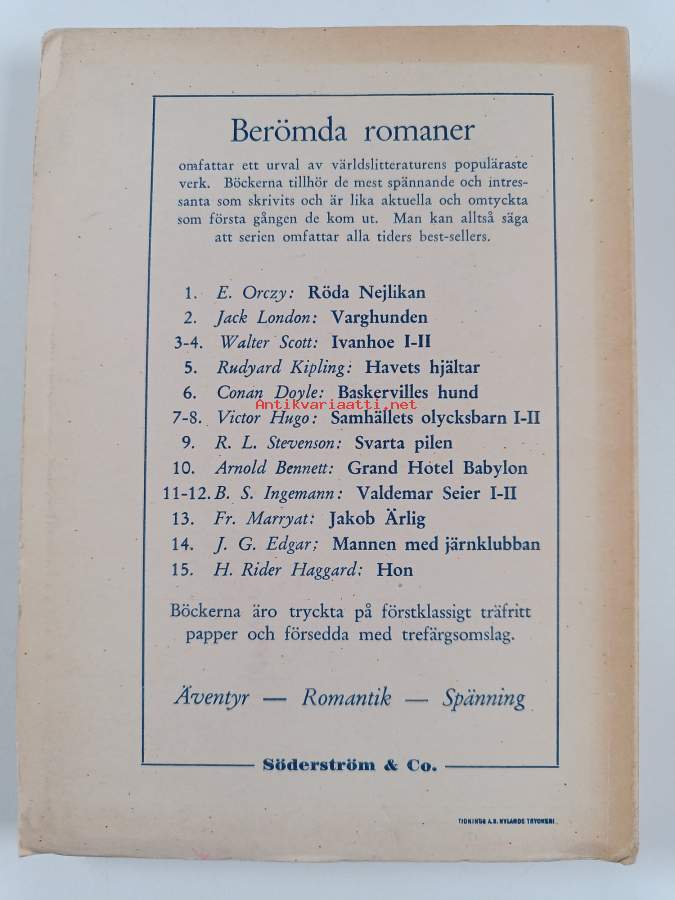 Berömda romaner
omfattar ett urval av världslitteraturens populäraste
verk. Böckerna tillhör de mest spännande och intres-
santa som skrivits och är lika aktuella och omtyckta
som första gången de kom ut. Man kan alltså säga
att serien omfattar alla tiders best-sellers.
1. E. Orczy: Röda Nejlikan
2. Jack London: Varghunden
3-4. Walter Scott: Ivanhoe I-II
5. Rudyard Kipling: Havets hjältar
6. Conan Doyle: Baskervilles hund
Antikvariaatti.net
7-8. Victor Hugo: Samhällets olycksbarn I-II
9. R. L. Stevenson: Svarta pilen
10. Arnold Bennett: Grand Hotel Babylon
11-12. B. S. Ingemann: Valdemar Seier I-II
13. Fr. Marryat: Jakob Ärlig
14. J. G. Edgar: Mannen med järnklubban
15. H. Rider Haggard: Hon
Böckerna äro tryckta på förstklassigt träfritt
papper och försedda med trefärgsomslag.
Äventyr — Romantik — Spänning
Söderström & Co.
TIDNINGS A.B. NYLANDS TRYCKERI.